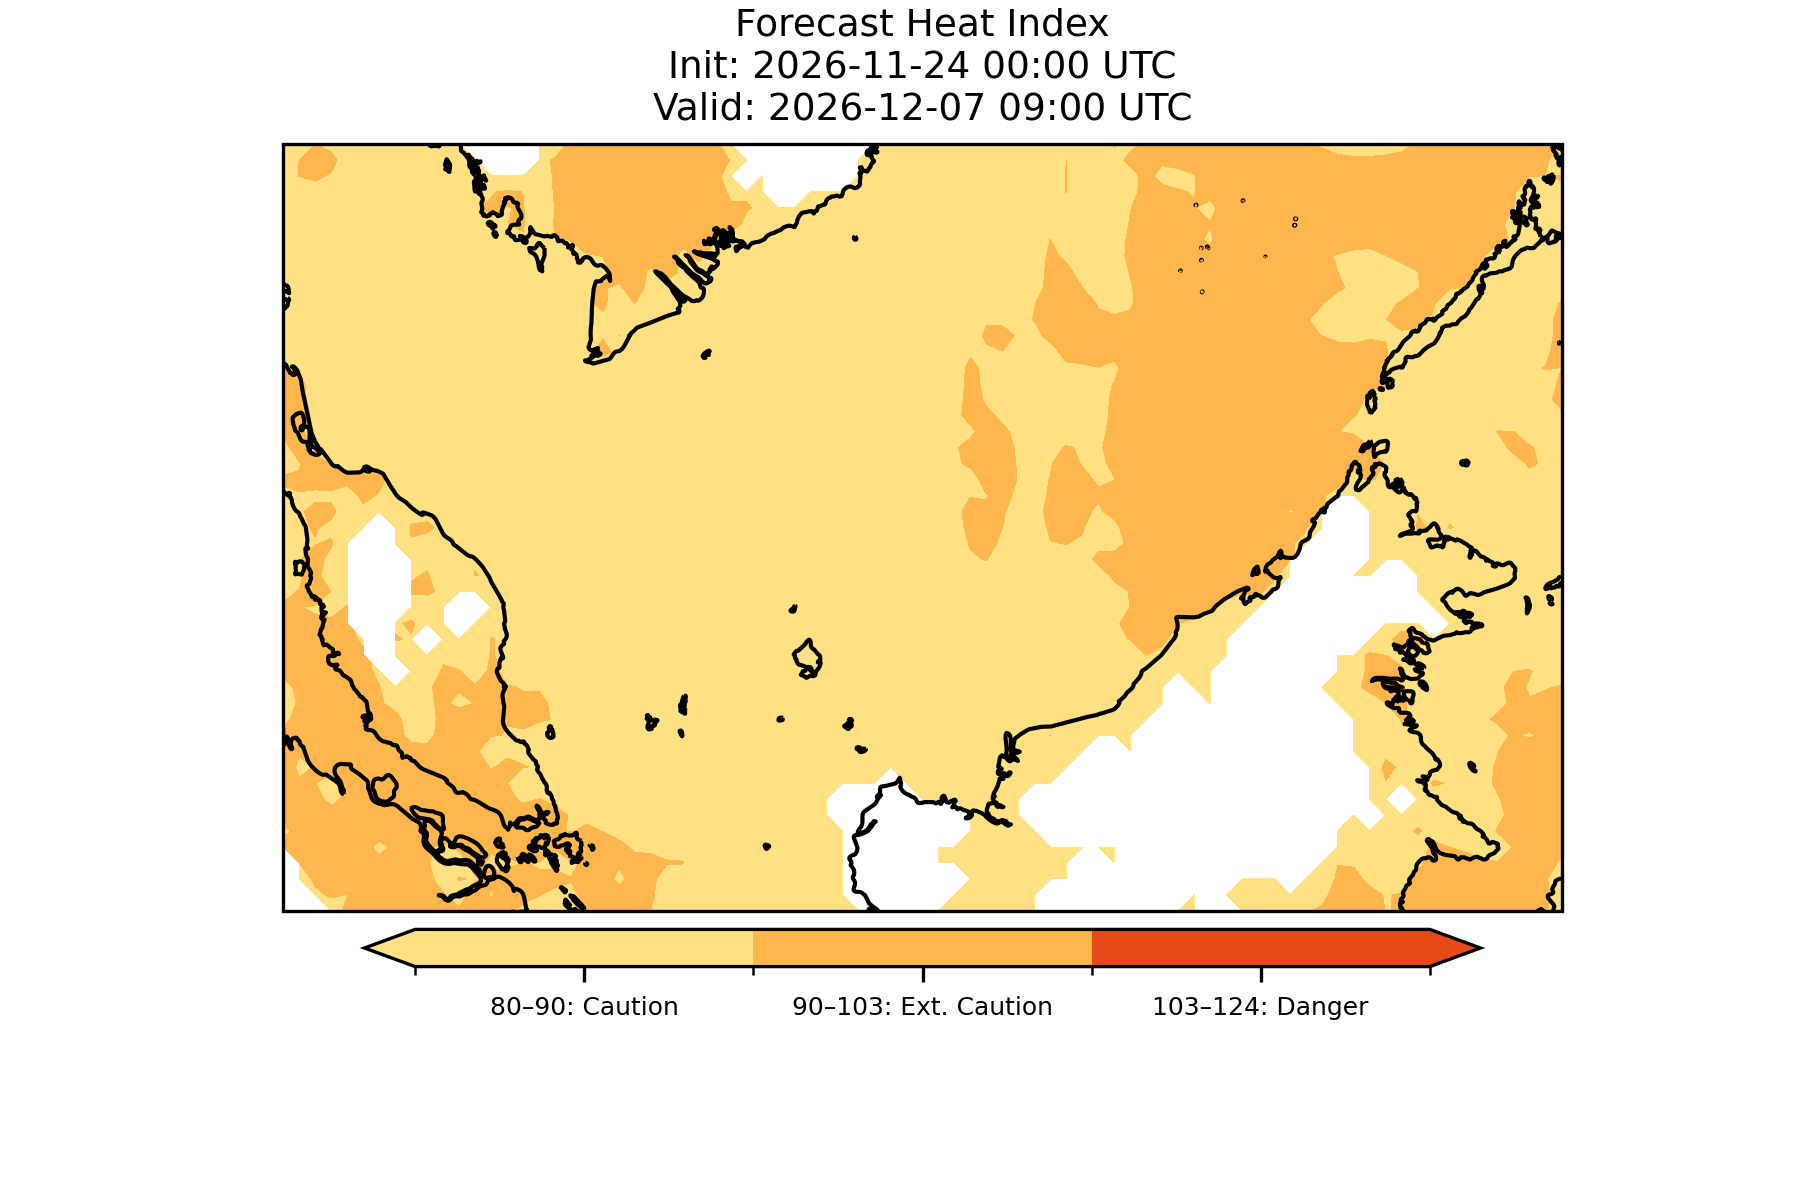 Forecast Heat Index
Init: 2026-11-24 00:00 UTC
Valid: 2026-12-07 09:00 UTC
80–90: Caution
90–103: Ext. Caution
103–124: Danger